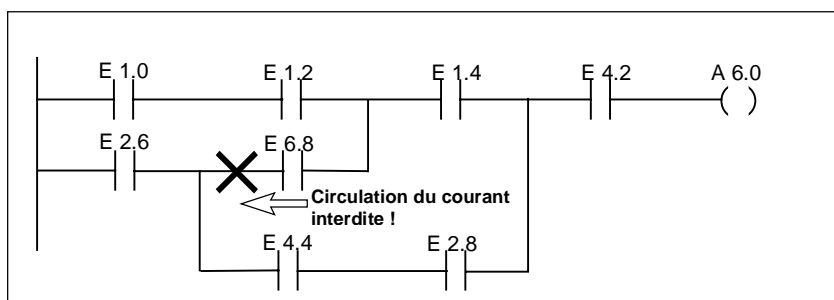 E 1.0 E 1.2 E 1.4 E 4.2 A 6.0
E 2.6 E 6.8
Circulation du courant
interdite !
E 4.4 E 2.8